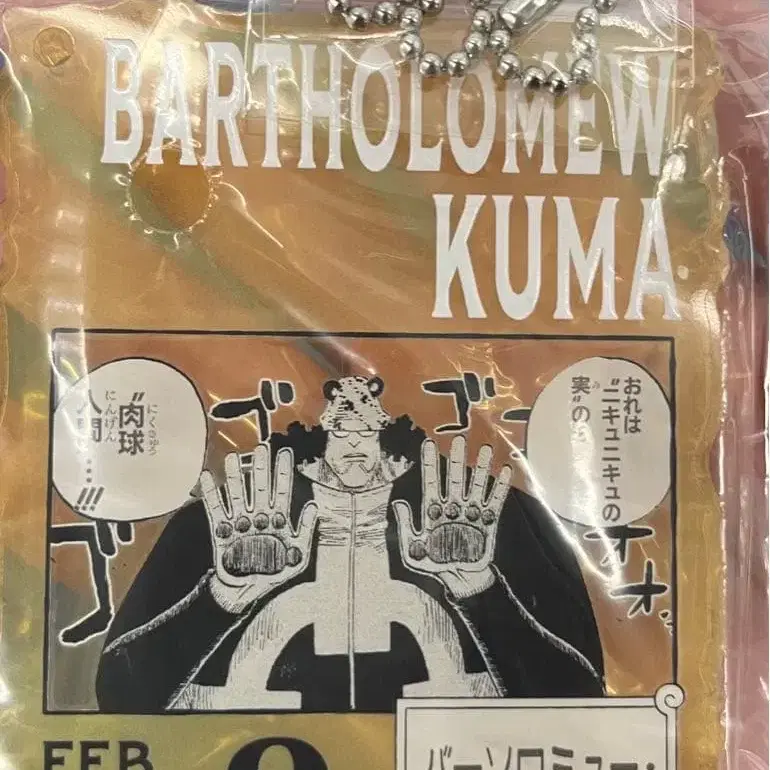 BARTHOLOMEW
KUMA
おれは
“ニキュニキュの
実”の
み
“肉球
にくきゅう
人間…!!!
にんげん
ゴ
ゴ
ゴ
オオオ
FEB
バーソロミュー・